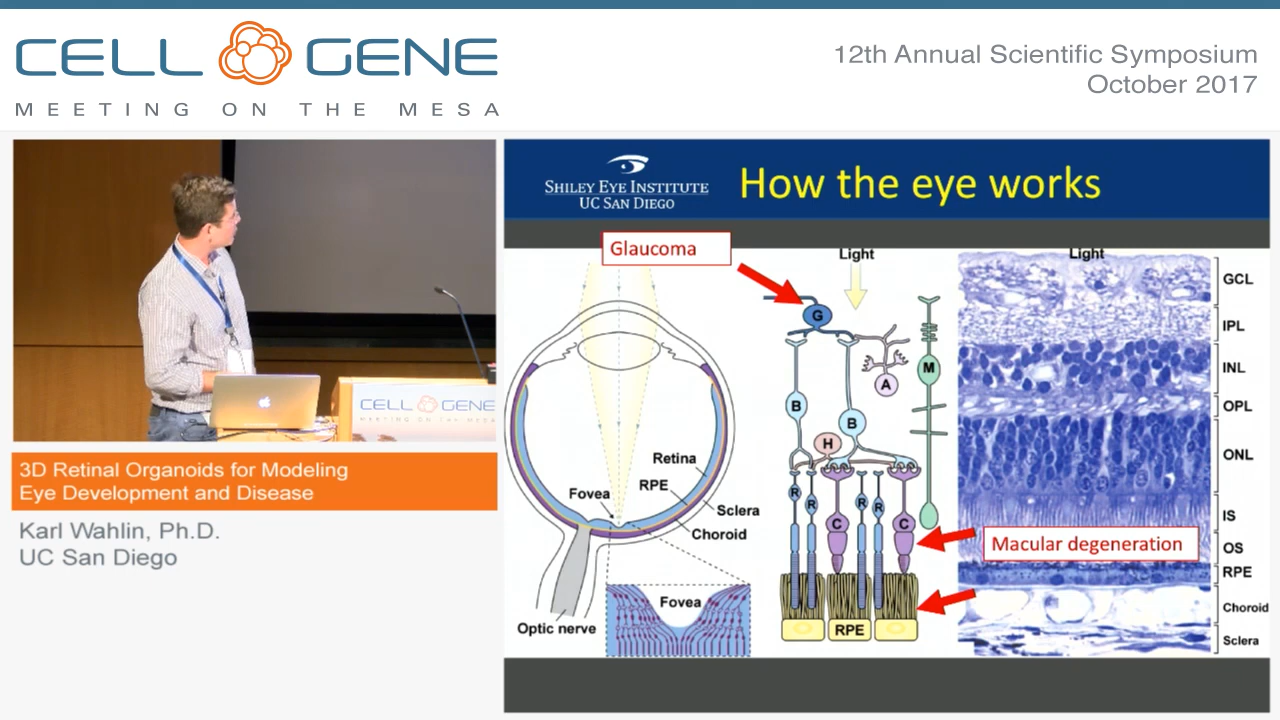 CELL GENE
MEETING ON THE MESA
12th Annual Scientific Symposium
October 2017
CELL GENE
MEETING ON THE MESA
3D Retinal Organoids for Modeling
Eye Development and Disease
Karl Wahlin, Ph.D.
UC San Diego
SHILEY EYE INSTITUTE
UC SAN DIEGO
How the eye works
Glaucoma
Retina
RPE
Fovea
Sclera
Choroid
Optic nerve
Fovea
Light
G
A
M
B
B
H
R
R
C
R
R
C
RPE
Macular degeneration
Light
GCL
IPL
INL
OPL
ONL
IS
OS
RPE
Choroid
Sclera